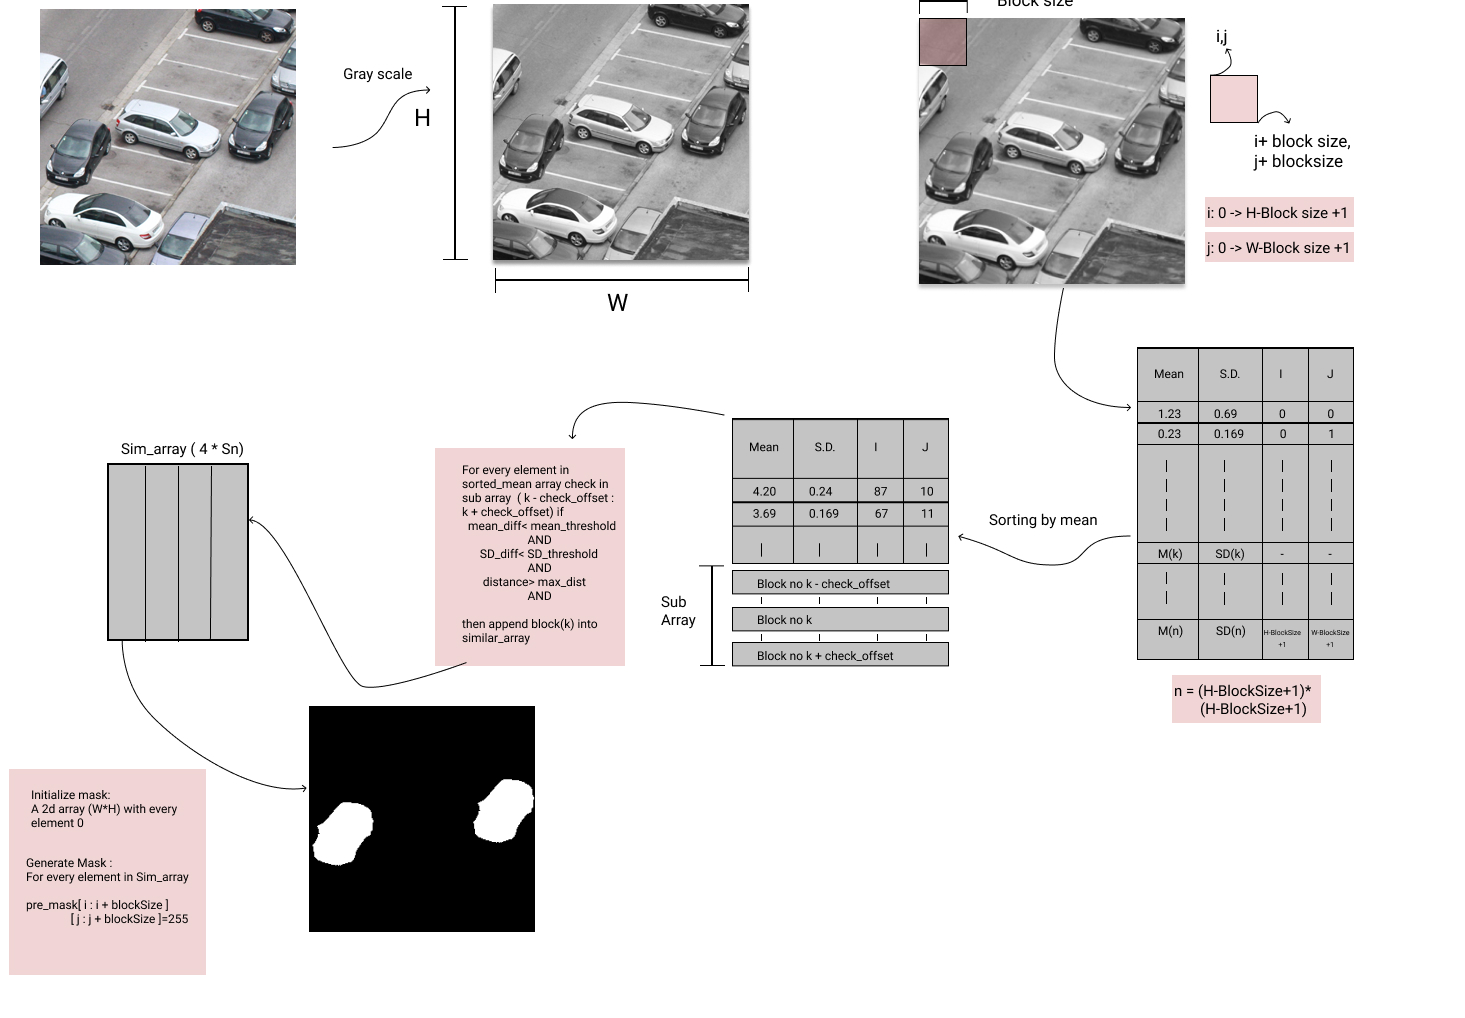 Block size
i,j
Gray scale
H
i+ block size,
j+ blocksize
i: 0 -> H-Block size +1
j: 0 -> W-Block size +1
W
Mean S.D. I J
1.23 0.69 0 0
0.23 0.169 0 1
M(k) SD(k) - -
M(n) SD(n) H-BlockSize +1 W-BlockSize +1
n = (H-BlockSize+1)*
(H-BlockSize+1)
Sorting by mean
Mean S.D. I J
4.20 0.24 87 10
3.69 0.169 67 11
Sub
Array
Block no k - check_offset
Block no k
Block no k + check_offset
For every element in
sorted_mean array check in
sub array ( k - check_offset :
k + check_offset) if
mean_diff< mean_threshold
AND
SD_diff< SD_threshold
AND
distance> max_dist
AND
then append block(k) into
similar_array
Sim_array ( 4 * Sn)
Initialize mask:
A 2d array (W*H) with every
element 0
Generate Mask :
For every element in Sim_array
pre_mask[ i : i + blockSize ]
[ j : j + blockSize ]=255